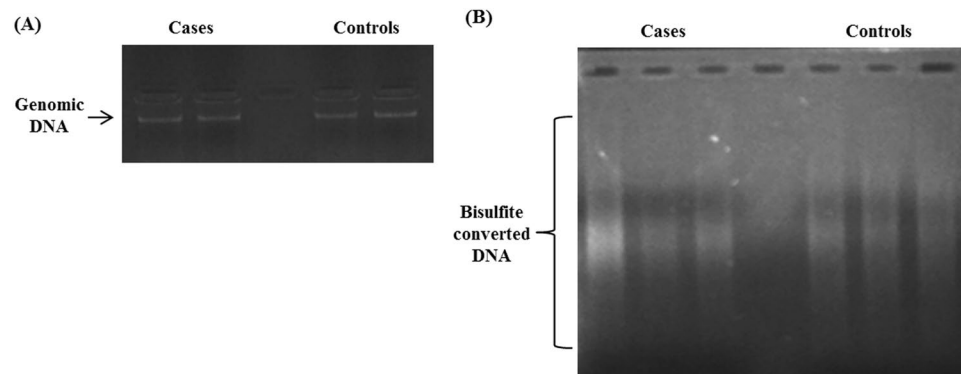 (A)
Cases
Controls
Genomic
DNA
(B)
Cases
Controls
Bisulfite
converted
DNA